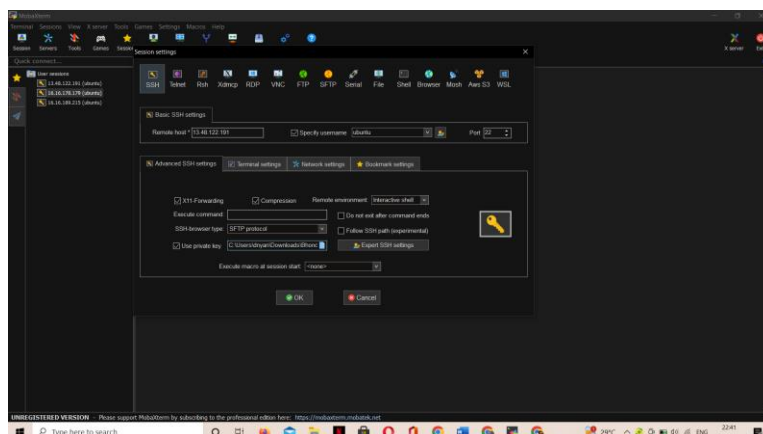 MobaXterm
Terminal Sessions View X server Tools Games Settings Macros Help
Session Servers Tools Games
X server
Quick connect...
User sessions
13.48.122.191 (ubuntu)
16.16.178.179 (ubuntu)
16.16.189.215 (ubuntu)
Session settings
SSH Telnet Rsh Xdmcp RDP VNC FTP SFTP Serial File Shell Browser Mosh Aws S3 WSL
Basic SSH settings
Remote host * 13.48.122.191 Specify username ubuntu Port 22
Advanced SSH settings Terminal settings Network settings Bookmark settings
X11-Forwarding Compression Remote environment: Interactive shell
Execute command: Do not exit after command ends
SSH-browser type: SFTP protocol Follow SSH path (experimental)
Use private key Expert SSH settings
Execute macro at session start: <none>
OK Cancel
UNREGISTERED VERSION - Please support MobaXterm by subscribing to the professional edition here: https://mobaxterm.mobatek.net
Type here to search
29°C ENG 22:41